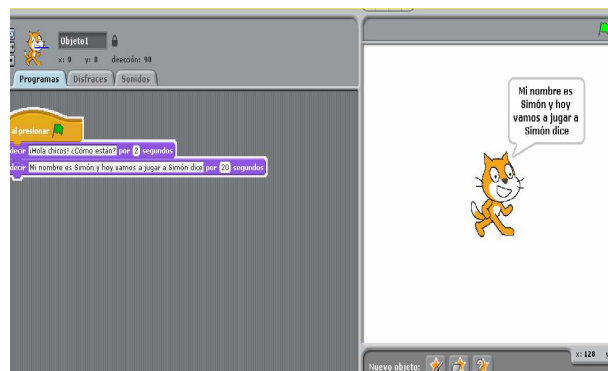 Objeto1
x: 0 y: 0 dirección: 90
Programas Disfraces Sonidos
al presionar
decir ¡Hola chicos! ¿Cómo están? por 2 segundos
decir Mi nombre es Simón y hoy vamos a jugar a Simón dice por 20 segundos
Mi nombre es
Simón y hoy
vamos a jugar a
Simón dice
x: 128 y
Nuevo objeto: